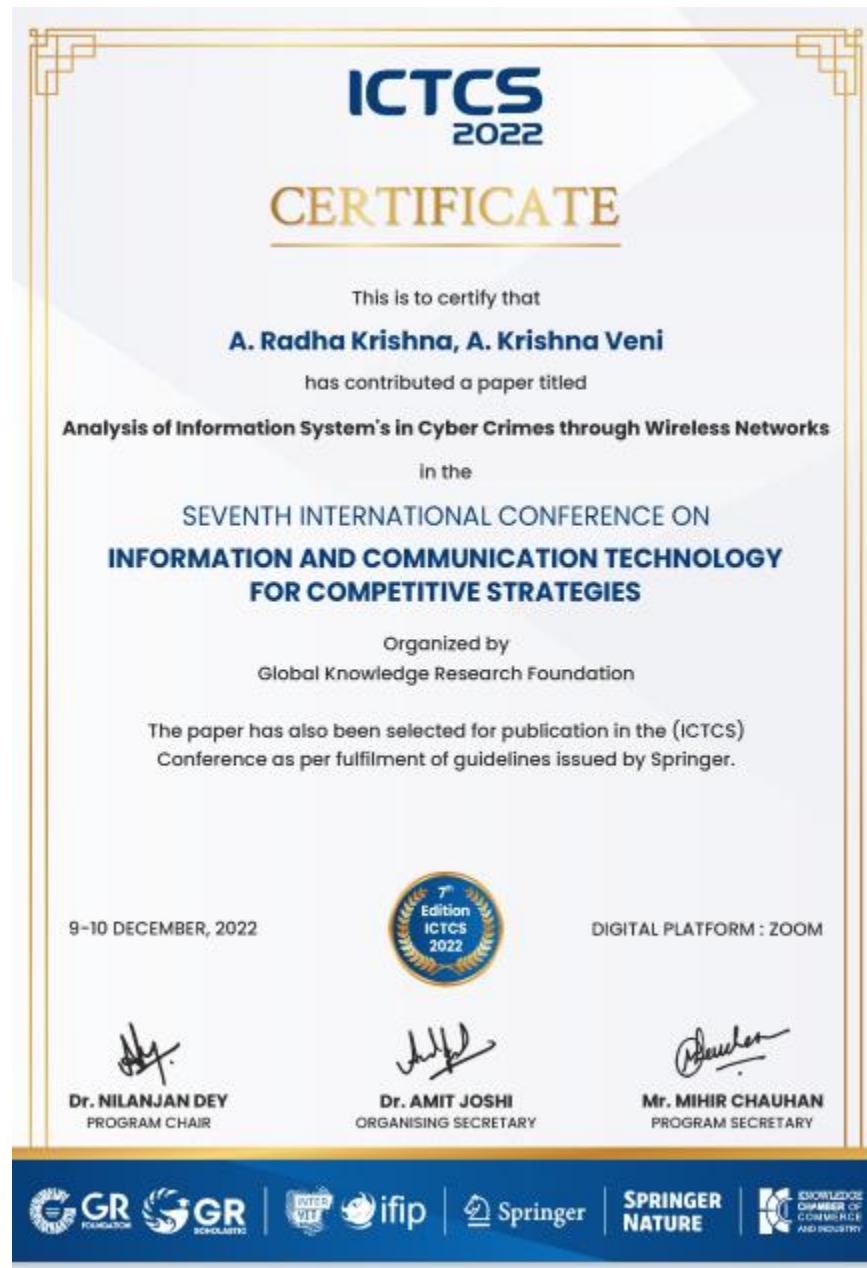 ICTCS
2022
CERTIFICATE
This is to certify that
A. Radha Krishna, A. Krishna Veni
has contributed a paper titled
Analysis of Information System's in Cyber Crimes through Wireless Networks
in the
SEVENTH INTERNATIONAL CONFERENCE ON
INFORMATION AND COMMUNICATION TECHNOLOGY
FOR COMPETITIVE STRATEGIES
Organized by
Global Knowledge Research Foundation
The paper has also been selected for publication in the (ICTCS)
Conference as per fulfilment of guidelines issued by Springer.
9-10 DECEMBER, 2022
7th
Edition
ICTCS
2022
DIGITAL PLATFORM : ZOOM
Dr. NILANJAN DEY
PROGRAM CHAIR
Dr. AMIT JOSHI
ORGANISING SECRETARY
Mr. MIHIR CHAUHAN
PROGRAM SECRETARY
GR
FOUNDATION
GR
SCHOLASTIC
INTER
YIT
ifip
Springer
SPRINGER
NATURE
KNOWLEDGE
CHAMBER OF
COMMERCE
AND INDUSTRY